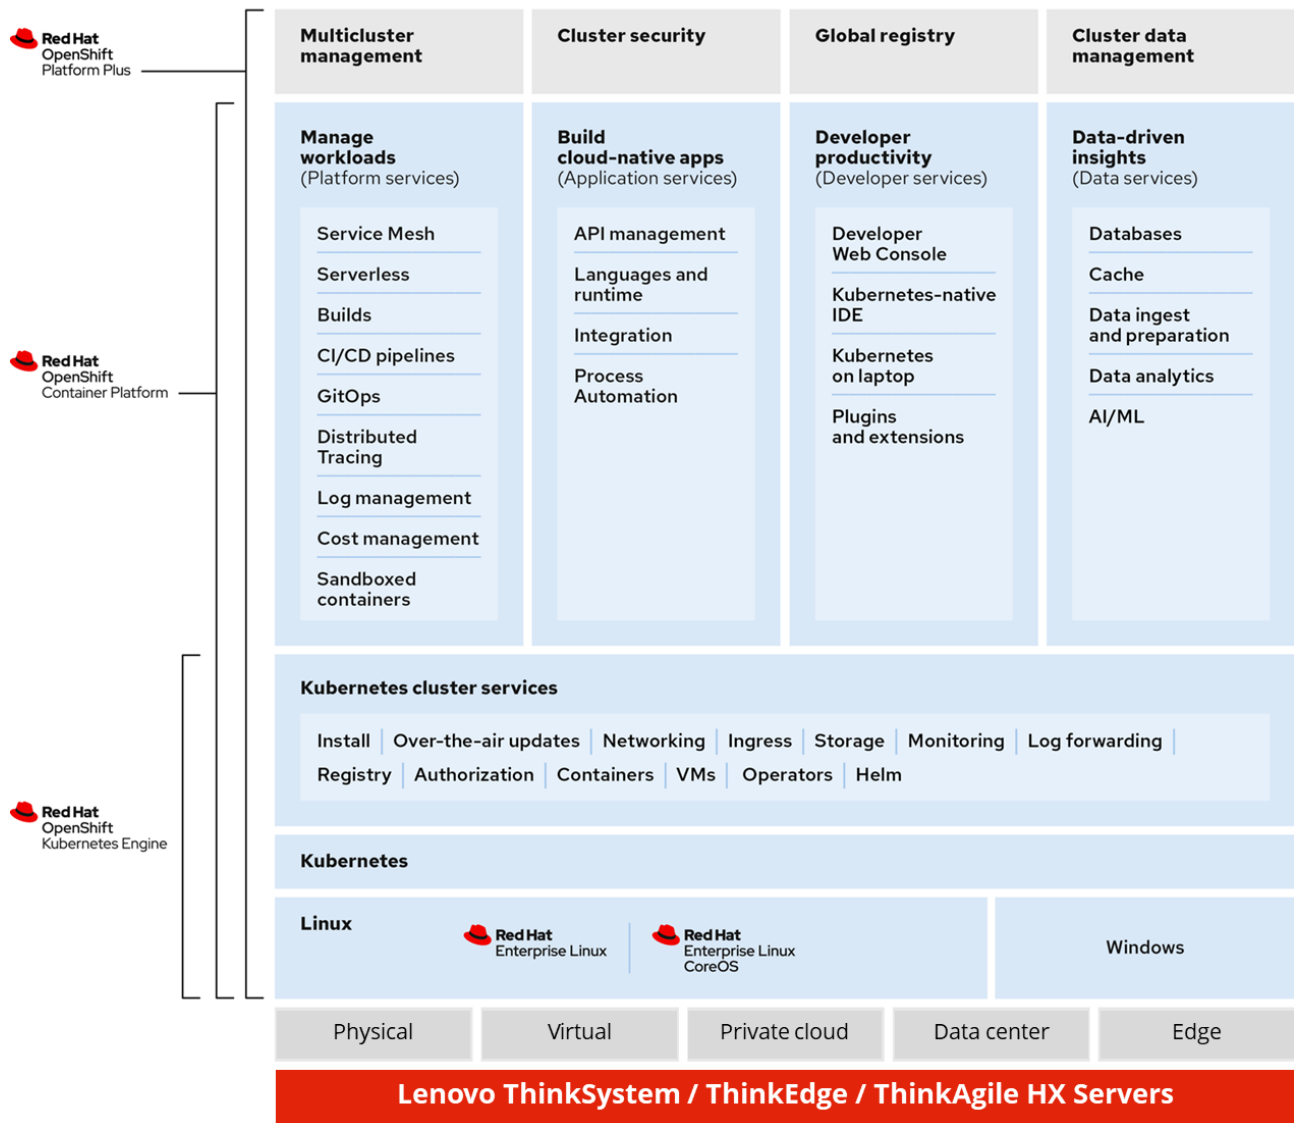 Red Hat
OpenShift
Platform Plus
Multicluster
management
Cluster security
Global registry
Cluster data
management
Red Hat
OpenShift
Container Platform
Manage
workloads
(Platform services)
Service Mesh
Serverless
Builds
CI/CD pipelines
GitOps
Distributed
Tracing
Log management
Cost management
Sandboxed
containers
Build
cloud-native apps
(Application services)
API management
Languages and
runtime
Integration
Process
Automation
Developer
productivity
(Developer services)
Developer
Web Console
Kubernetes-native
IDE
Kubernetes
on laptop
Plugins
and extensions
Data-driven
insights
(Data services)
Databases
Cache
Data ingest
and preparation
Data analytics
AI/ML
Red Hat
OpenShift
Kubernetes Engine
Kubernetes cluster services
Install | Over-the-air updates | Networking | Ingress | Storage | Monitoring | Log forwarding |
Registry | Authorization | Containers | VMs | Operators | Helm
Kubernetes
Linux
Red Hat
Enterprise Linux
Red Hat
Enterprise Linux
CoreOS
Windows
Physical
Virtual
Private cloud
Data center
Edge
Lenovo ThinkSystem / ThinkEdge / ThinkAgile HX Servers